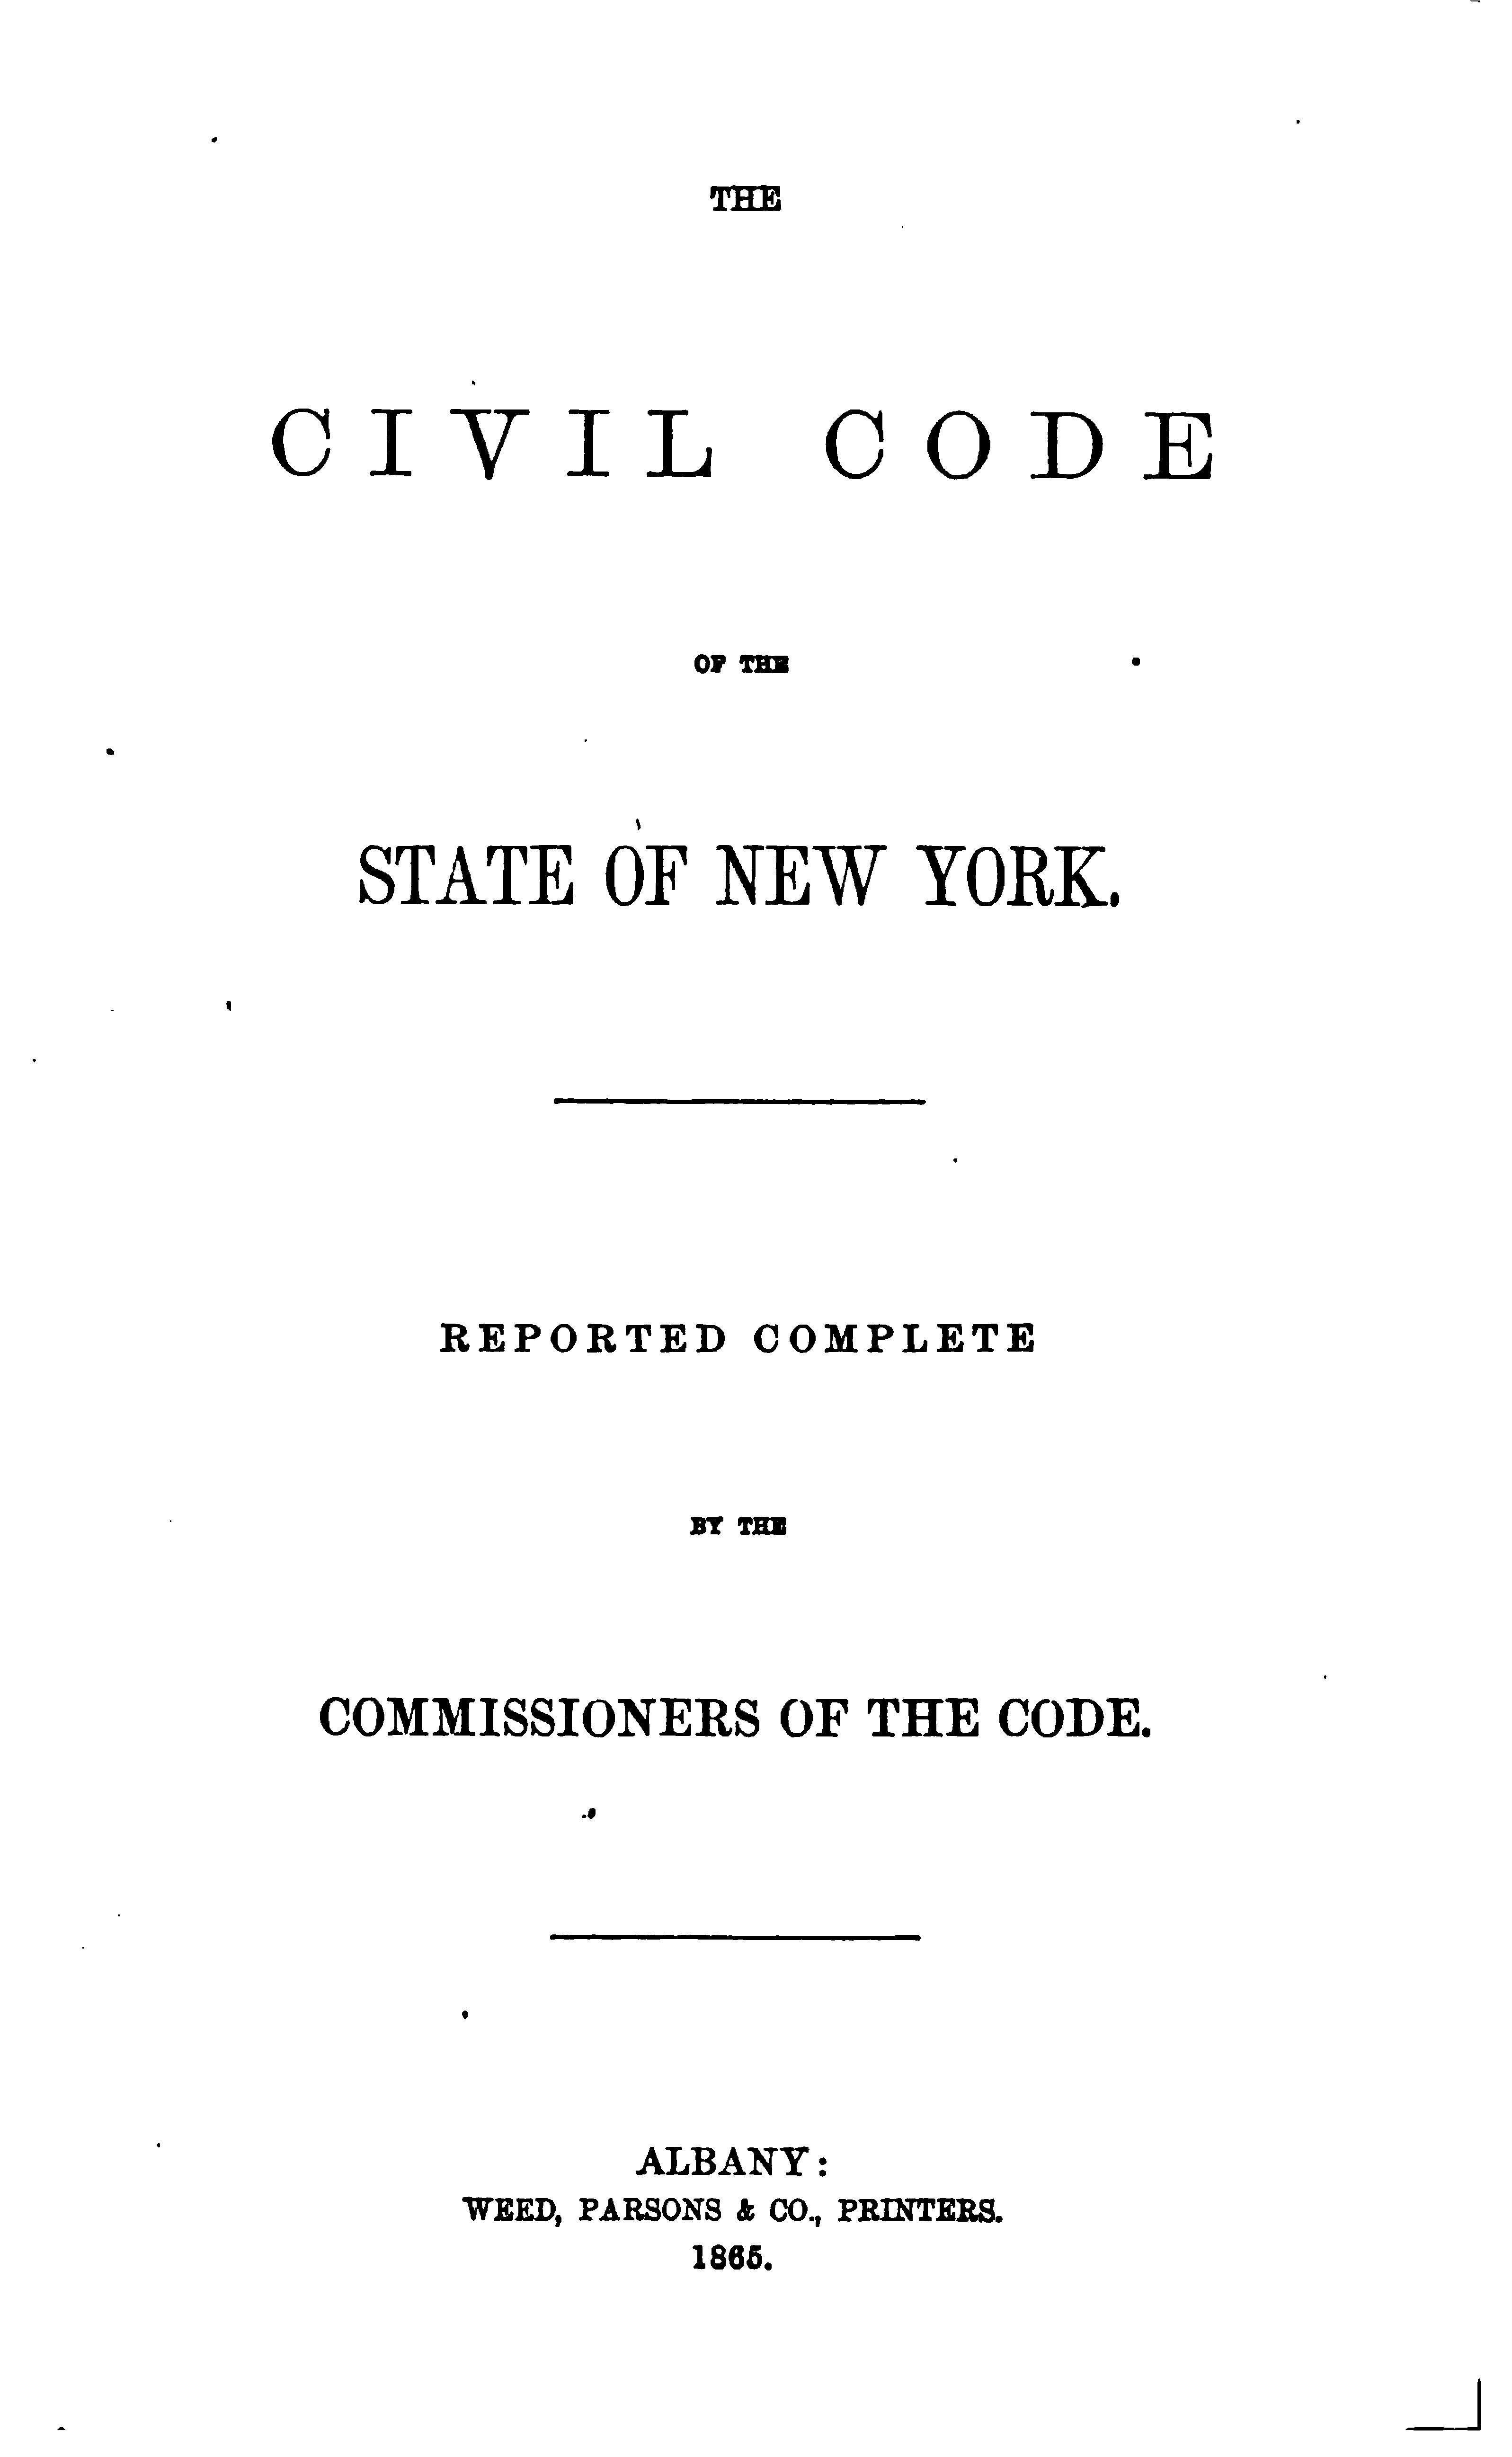 THE
CIVIL CODE
OF THE
STATE OF NEW YORK.
REPORTED COMPLETE
BY THE
COMMISSIONERS OF THE CODE.
ALBANY:
WEED, PARSONS & CO., PRINTERS.
1865.